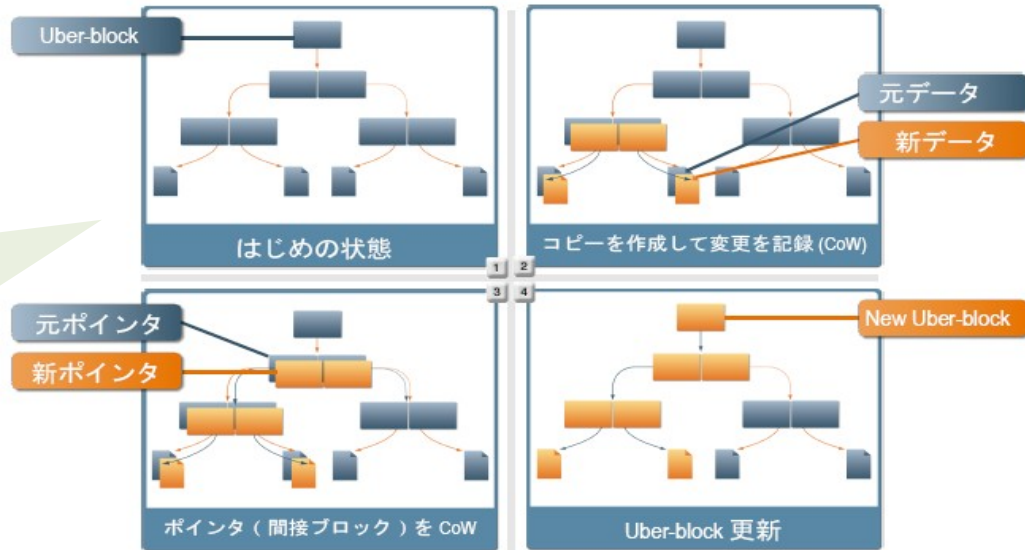 Uber-block
はじめの状態
元データ
新データ
コピーを作成して変更を記録 (CoW)
1 2
3 4
元ポインタ
新ポインタ
ポインタ ( 間接ブロック ) を CoW
New Uber-block
Uber-block 更新